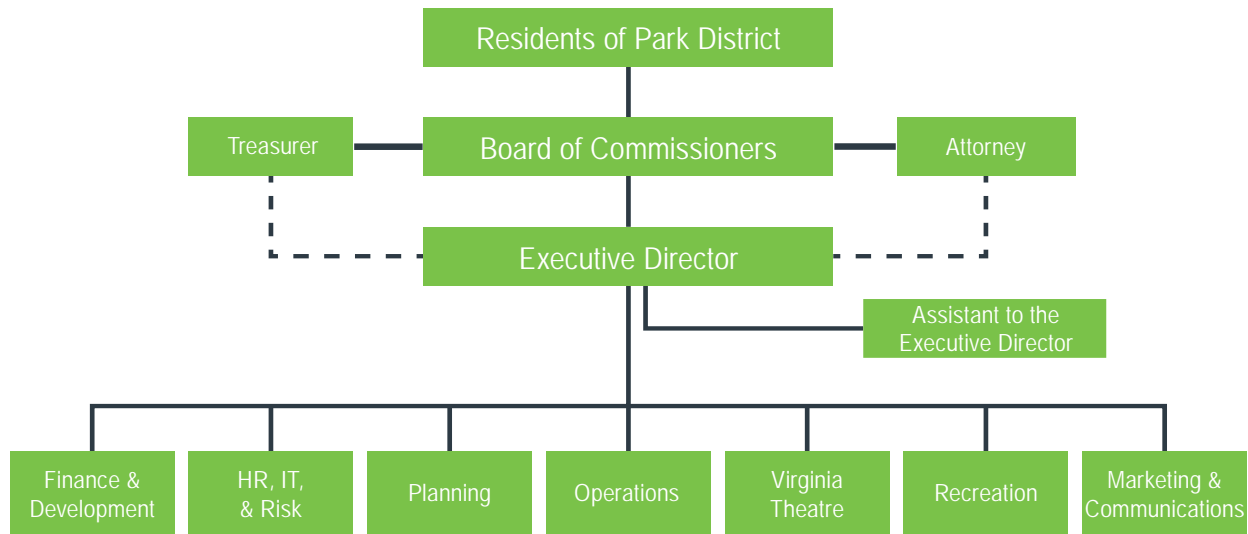 Residents of Park District
Treasurer
Board of Commissioners
Attorney
Executive Director
Assistant to the
Executive Director
Finance &
Development
HR, IT,
& Risk
Planning
Operations
Virginia
Theatre
Recreation
Marketing &
Communications